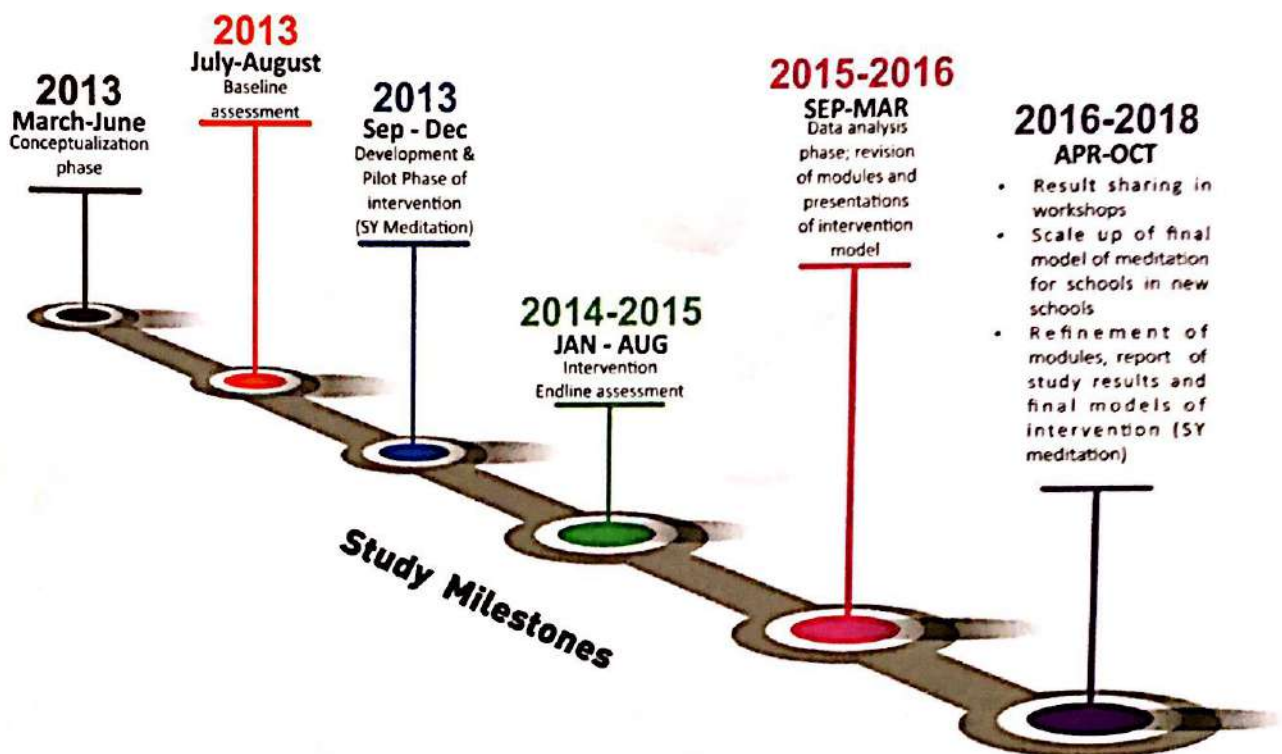 2013
March-June
Conceptualization
phase
2013
July-August
Baseline
assessment
2013
Sep - Dec
Development &
Pilot Phase of
intervention
(SY Meditation)
2014-2015
JAN - AUG
Intervention
Endline assessment
2015-2016
SEP-MAR
Data analysis
phase; revision
of modules and
presentations
of intervention
model
2016-2018
APR-OCT
• Result sharing in
workshops
• Scale up of final
model of meditation
for schools in new
schools
• Refinement of
modules, report of
study results and
final models of
intervention (SY
meditation)
Study Milestones